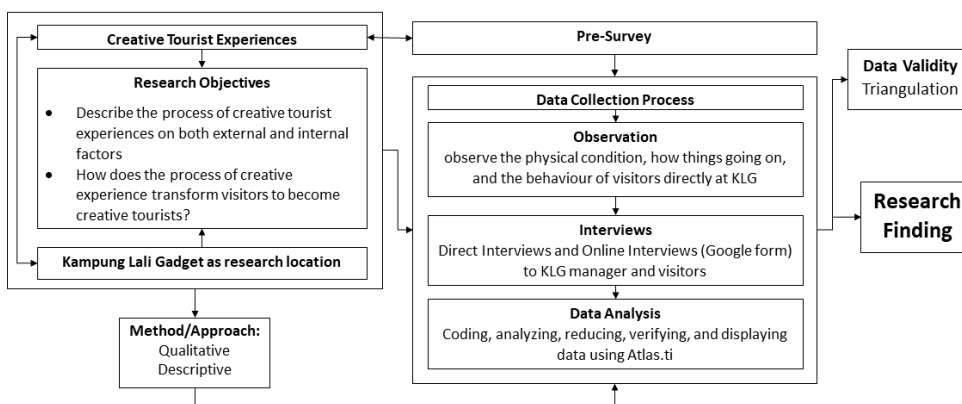 Creative Tourist Experiences
Research Objectives
● Describe the process of creative tourist
experiences on both external and internal
factors
● How does the process of creative
experience transform visitors to become
creative tourists?
Kampung Lali Gadget as research location
Method/Approach:
Qualitative
Descriptive
Pre-Survey
Data Collection Process
Observation
observe the physical condition, how things going on,
and the behaviour of visitors directly at KLG
Interviews
Direct Interviews and Online Interviews (Google form)
to KLG manager and visitors
Data Analysis
Coding, analyzing, reducing, verifying, and displaying
data using Atlas.ti
Data Validity
Triangulation
Research
Finding